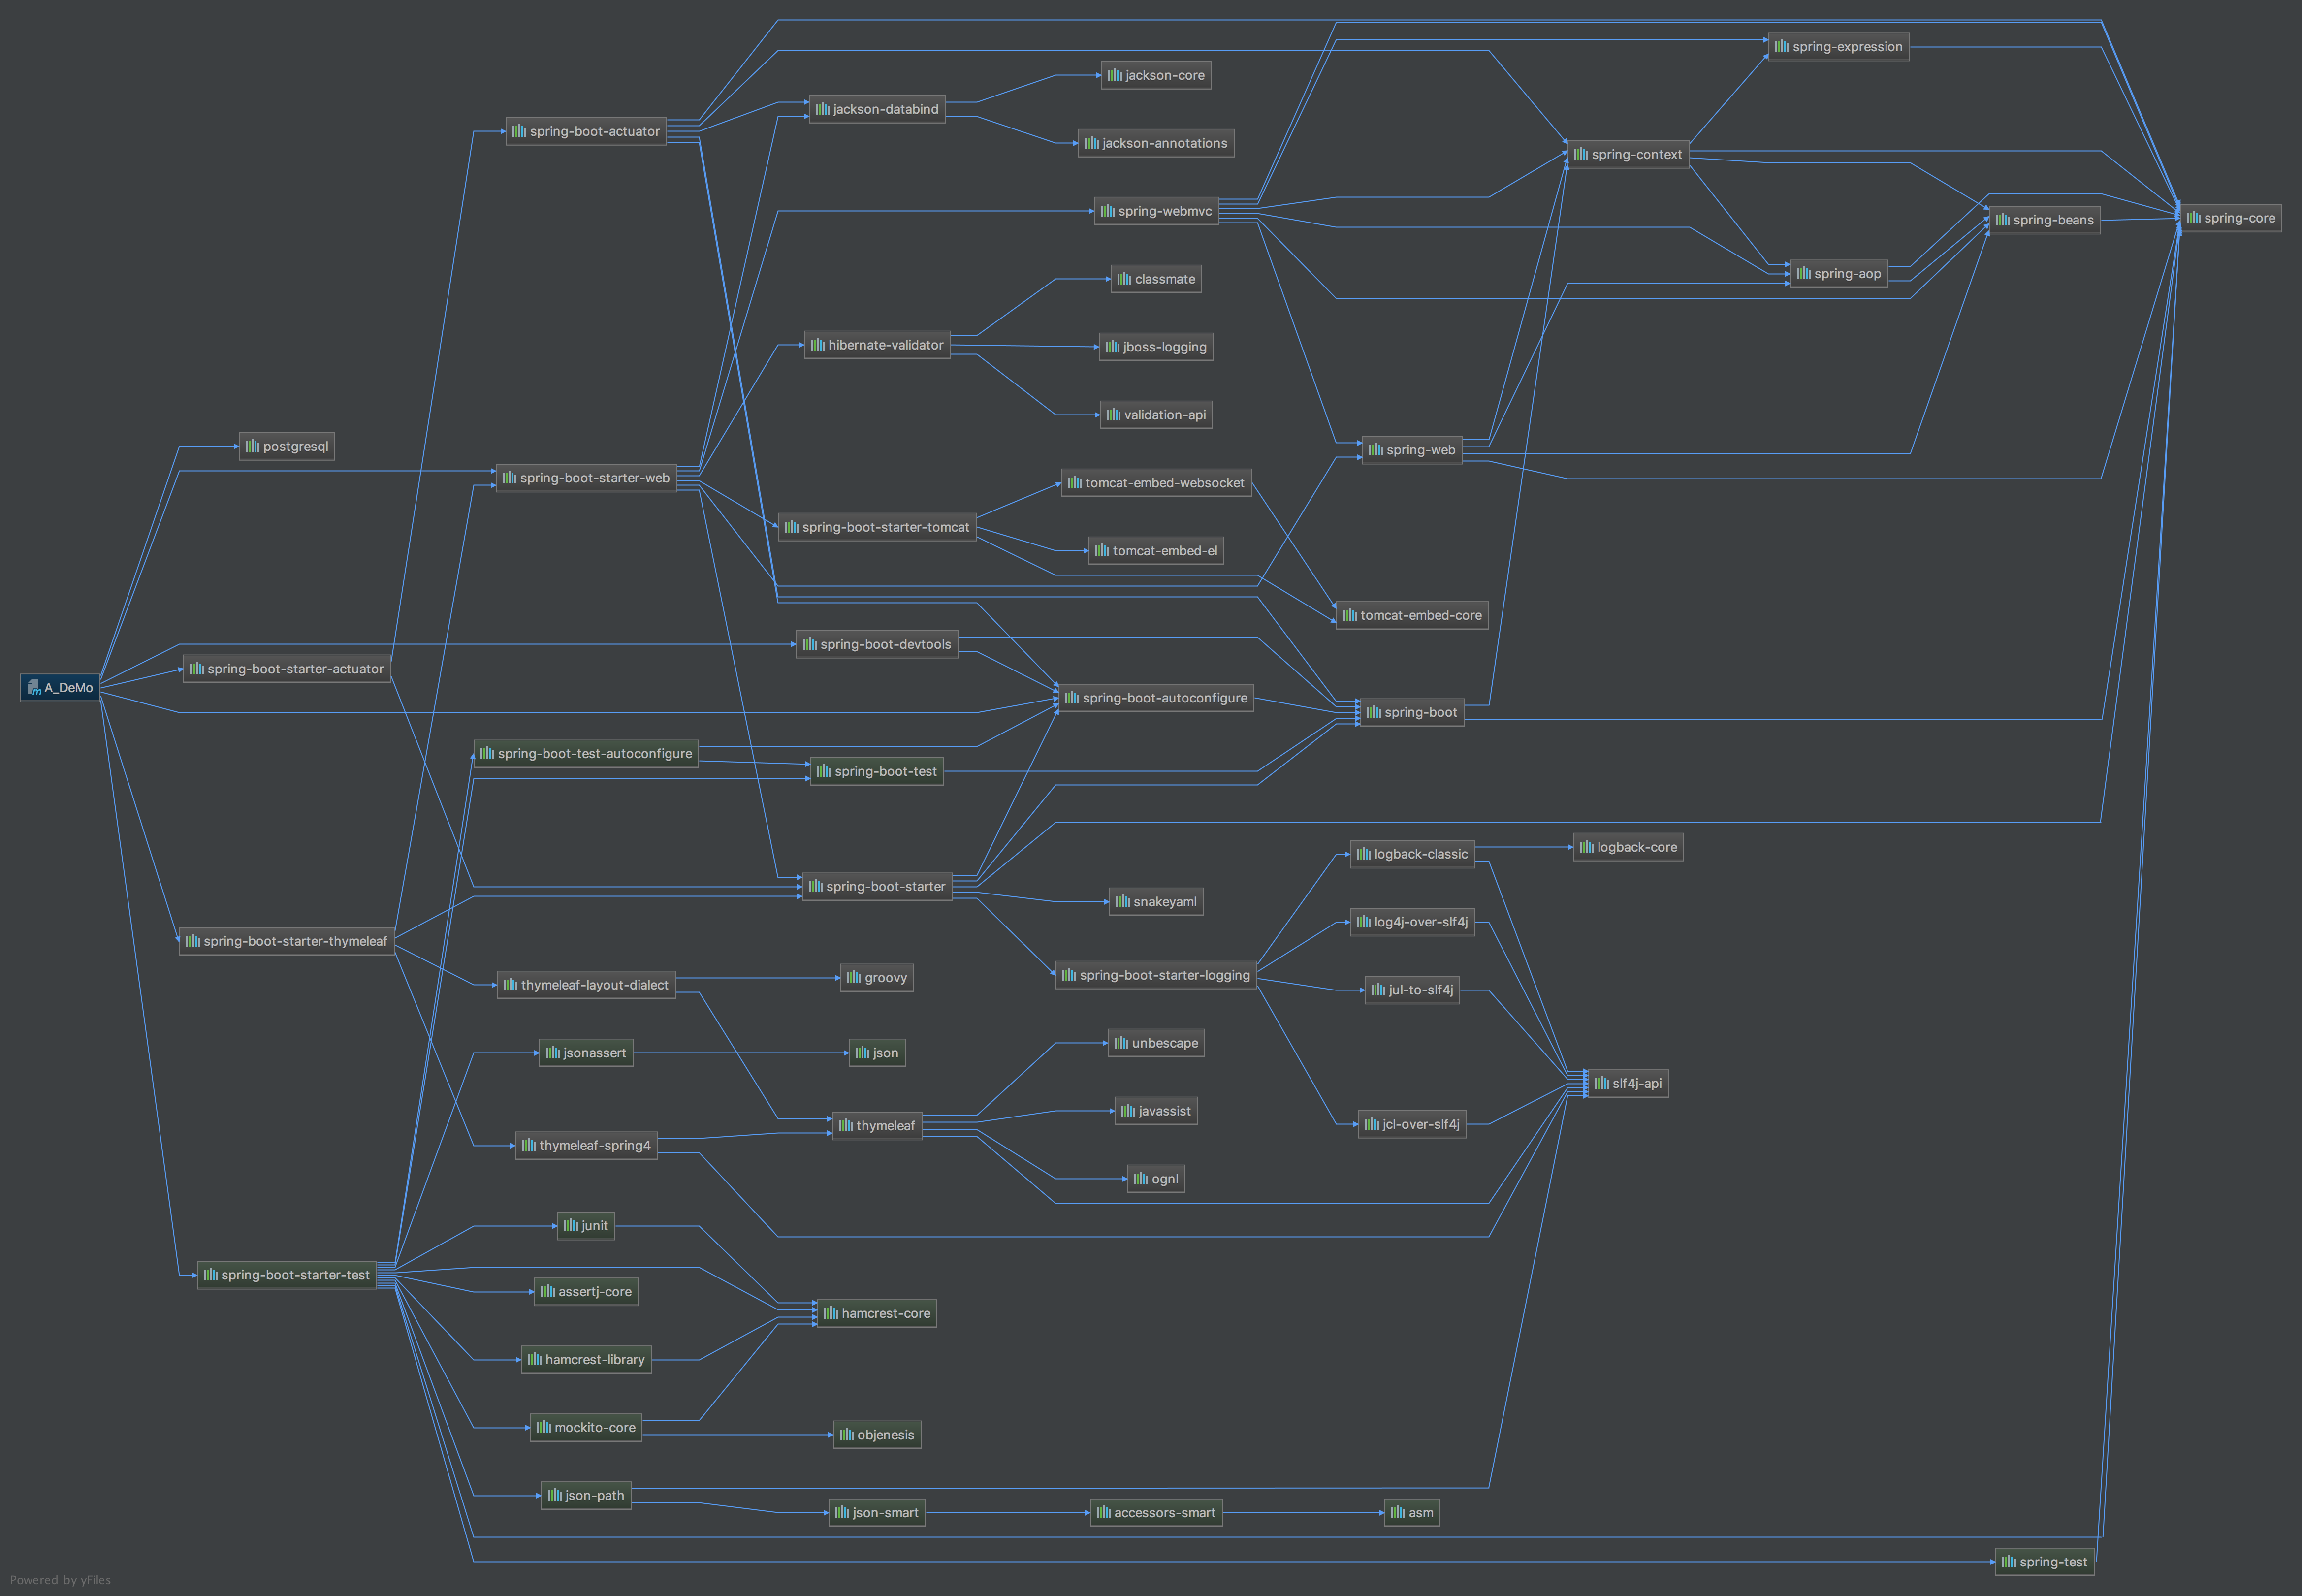 spring-expression
jackson-core
jackson-databind
spring-boot-actuator
jackson-annotations
spring-context
spring-webmvc
spring-beans
spring-core
spring-aop
classmate
hibernate-validator
jboss-logging
validation-api
postgresql
spring-web
spring-boot-starter-web
tomcat-embed-websocket
spring-boot-starter-tomcat
tomcat-embed-el
tomcat-embed-core
spring-boot-devtools
spring-boot-starter-actuator
A_DeMo
spring-boot-autoconfigure
spring-boot
spring-boot-test-autoconfigure
spring-boot-test
logback-core
logback-classic
spring-boot-starter
snakeyaml
log4j-over-slf4j
spring-boot-starter-thymeleaf
spring-boot-starter-logging
groovy
thymeleaf-layout-dialect
jul-to-slf4j
unbescape
jsonassert
json
slf4j-api
javassist
jcl-over-slf4j
thymeleaf
thymeleaf-spring4
ognl
junit
spring-boot-starter-test
assertj-core
hamcrest-core
hamcrest-library
mockito-core
objenesis
json-path
json-smart
accessors-smart
asm
spring-test
Powered by yFiles